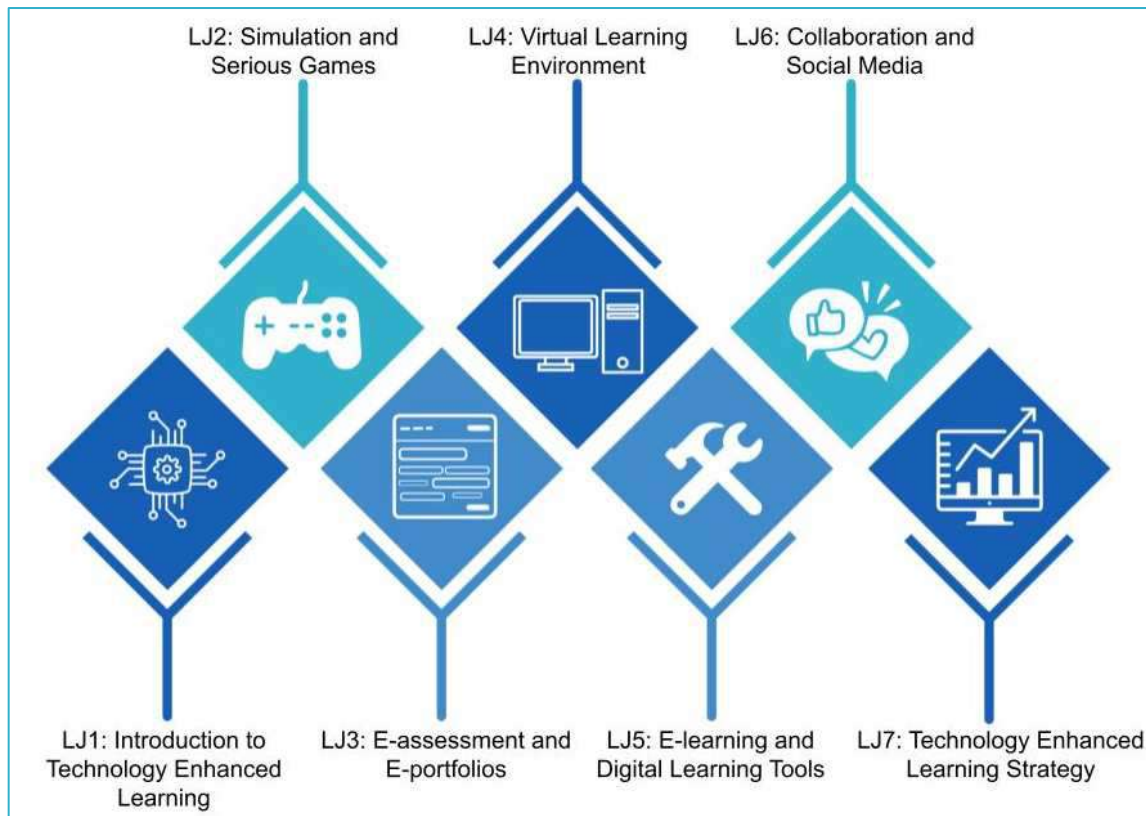 LJ2: Simulation and
Serious Games
LJ4: Virtual Learning
Environment
LJ6: Collaboration and
Social Media
LJ1: Introduction to
Technology Enhanced
Learning
LJ3: E-assessment and
E-portfolios
LJ5: E-learning and
Digital Learning Tools
LJ7: Technology Enhanced
Learning Strategy